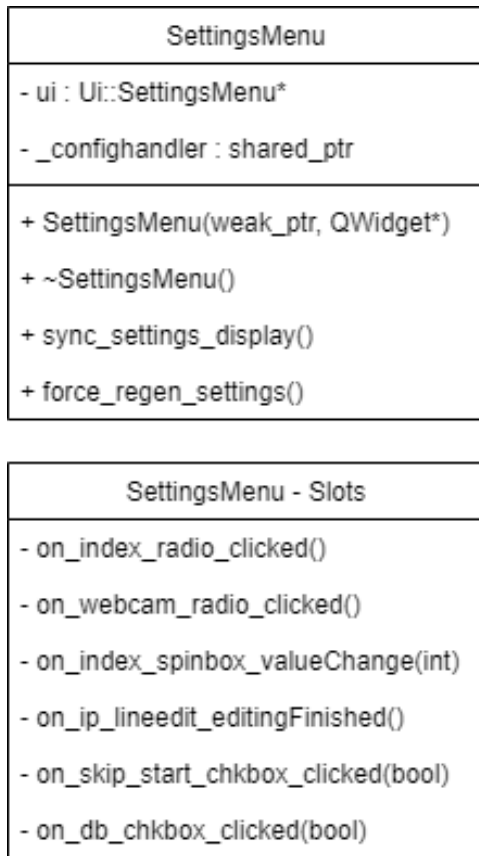 SettingsMenu
- ui : Ui::SettingsMenu*
- _confighandler : shared_ptr
+ SettingsMenu(weak_ptr, QWidget*)
+ ~SettingsMenu()
+ sync_settings_display()
+ force_regen_settings()
SettingsMenu - Slots
- on_index_radio_clicked()
- on_webcam_radio_clicked()
- on_index_spinbox_valueChange(int)
- on_ip_lineedit_editingFinished()
- on_skip_start_chkbox_clicked(bool)
- on_db_chkbox_clicked(bool)